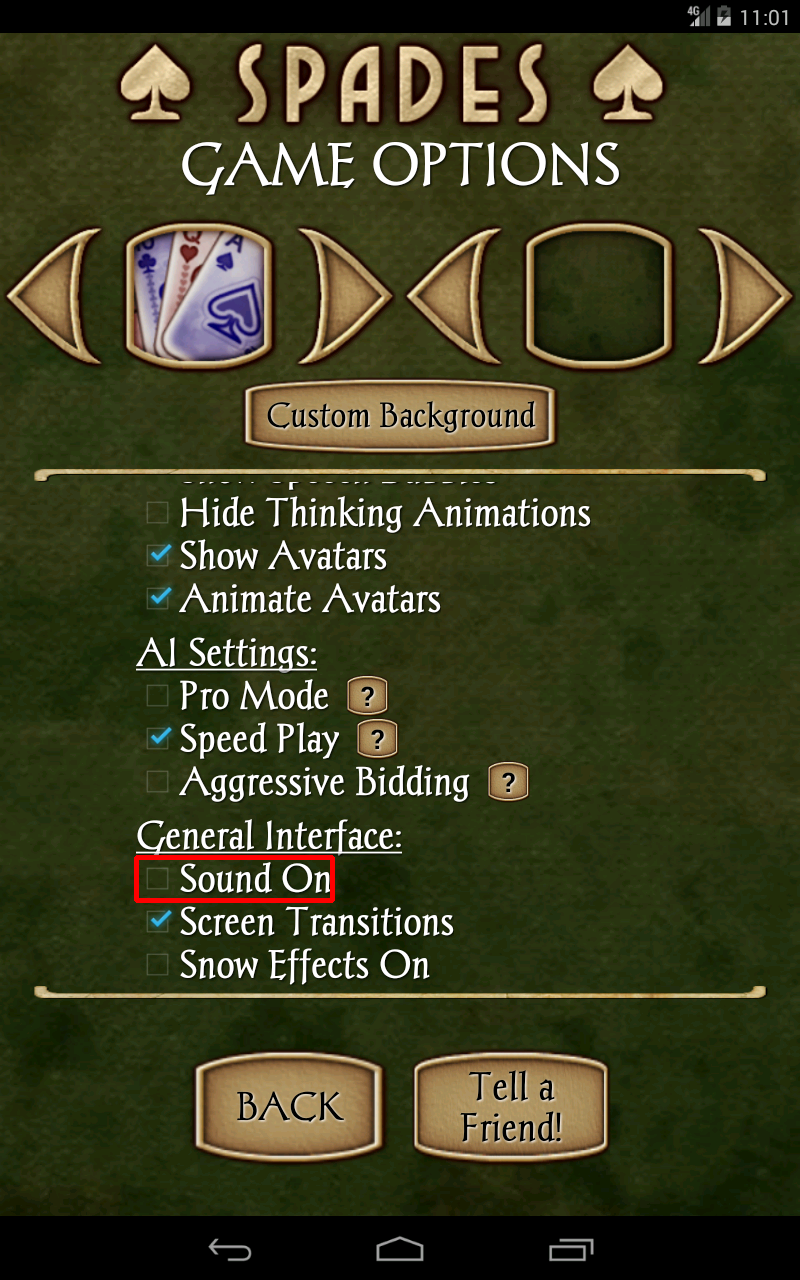 11:01
4G
SPADES
GAME OPTIONS
Custom Background
Hide Thinking Animations
Show Avatars
Animate Avatars
AI Settings:
Pro Mode ?
Speed Play ?
Aggressive Bidding ?
General Interface:
Sound On
Screen Transitions
Snow Effects On
BACK
Tell a
Friend!